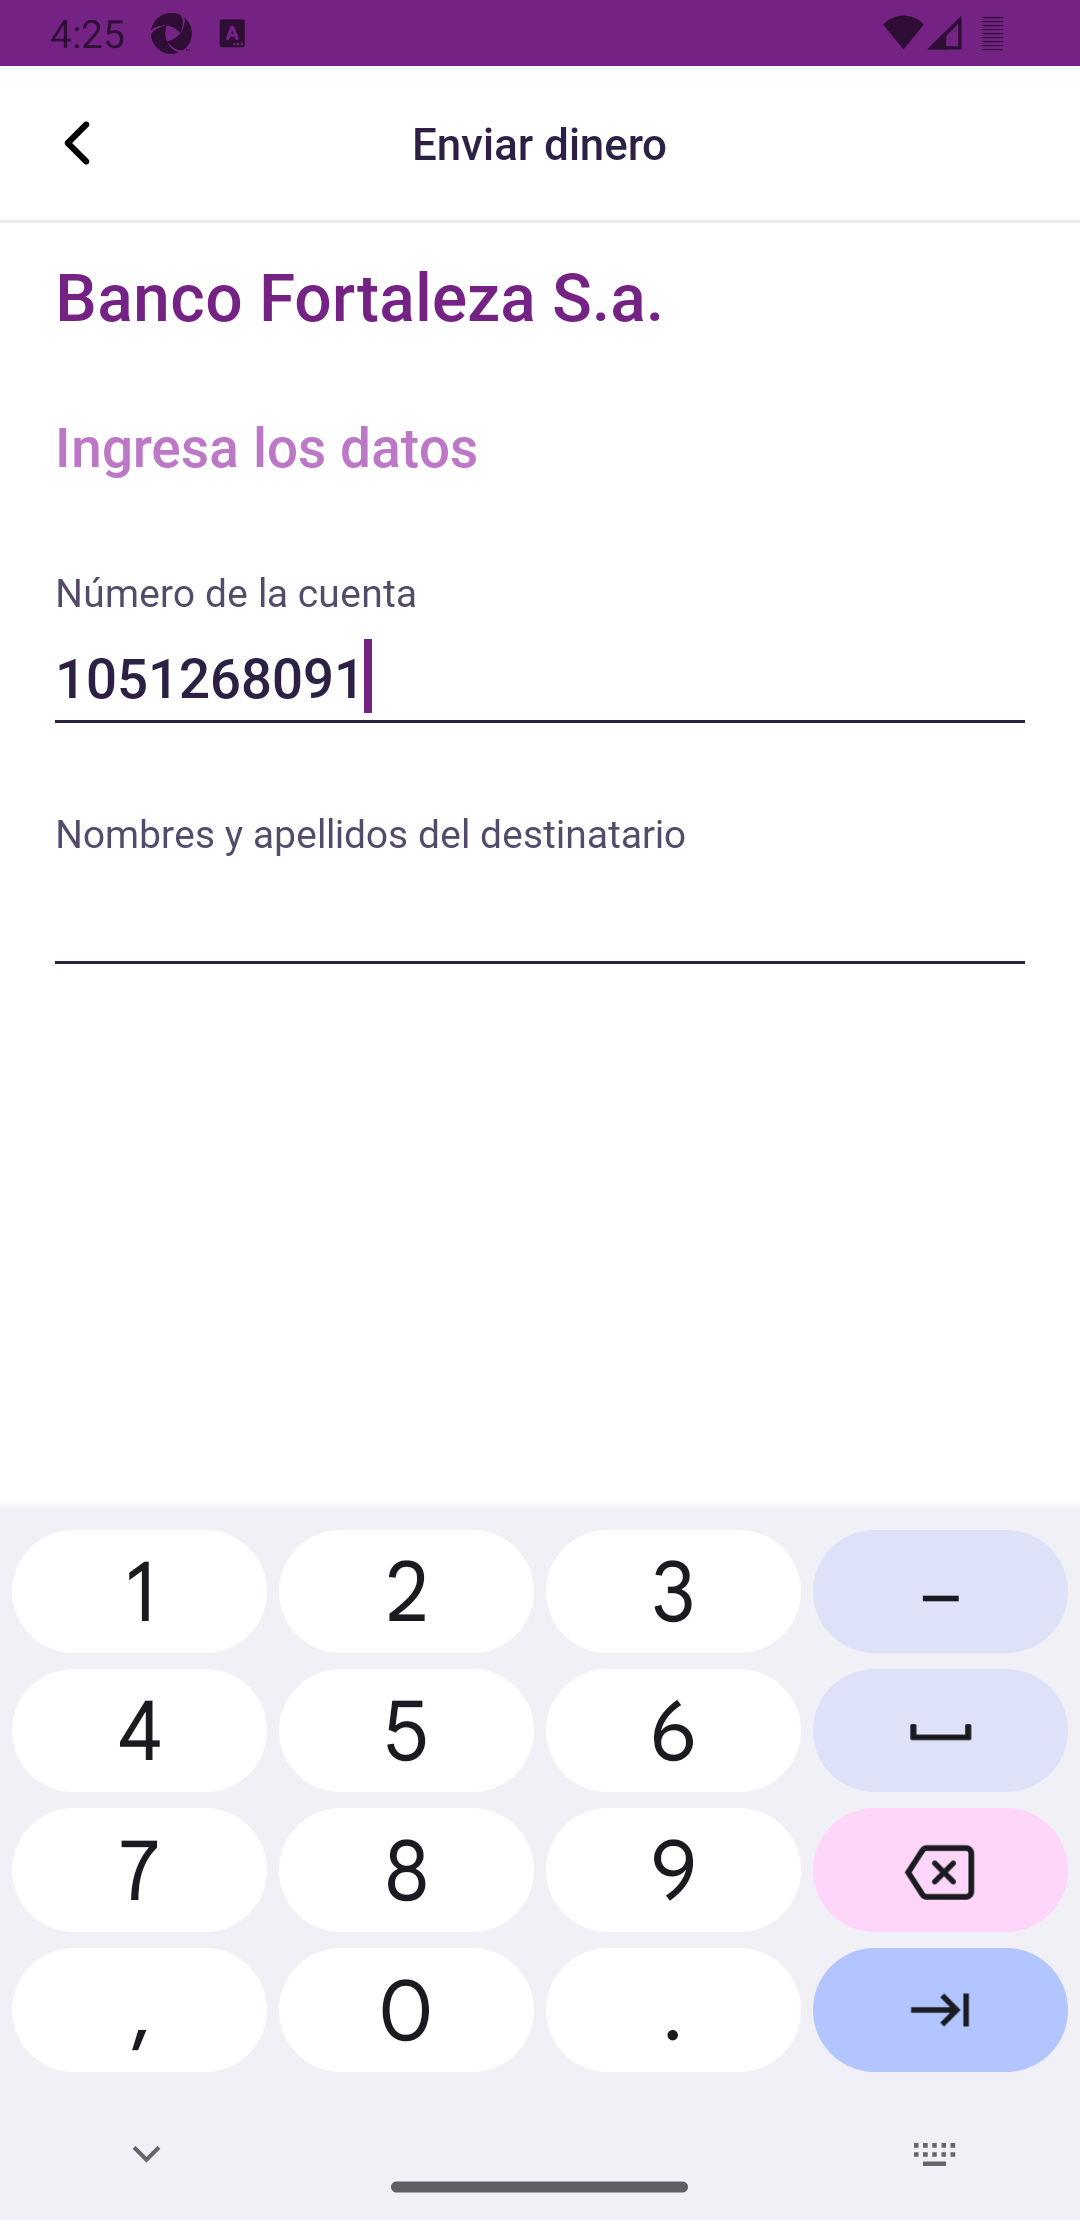 4:25
Enviar dinero
Banco Fortaleza S.a.
Ingresa los datos
Número de la cuenta
1051268091
Nombres y apellidos del destinatario
1 2 3 –
4 5 6
7 8 9
, 0 .